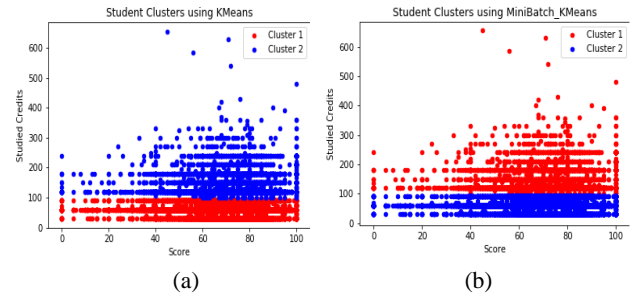 Student Clusters using KMeans
Cluster 1
Cluster 2
Studied Credits
600
500
400
300
200
100
0
0 20 40 60 80 100
Score
(a)
Student Clusters using MiniBatch_KMeans
Cluster 1
Cluster 2
Studied Credits
600
500
400
300
200
100
0
0 20 40 60 80 100
Score
(b)